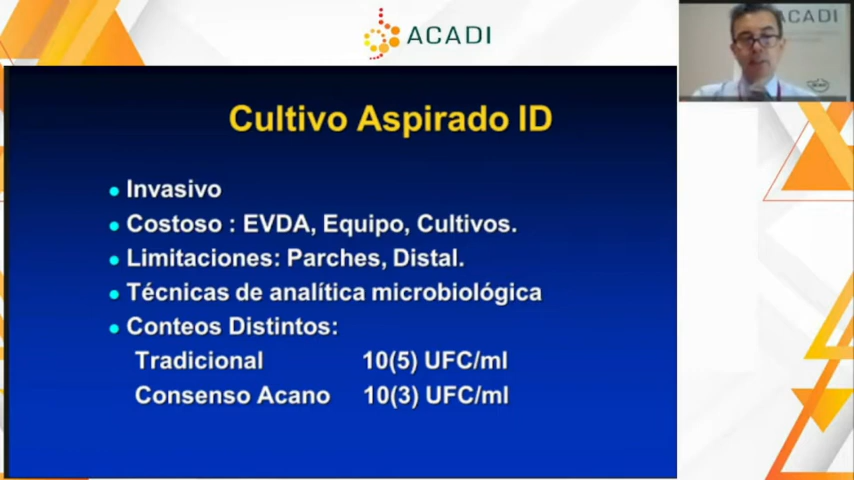 ACADI
ACADI
Cultivo Aspirado ID
Invasivo
Costoso : EVDA, Equipo, Cultivos.
Limitaciones: Parches, Distal.
Técnicas de analítica microbiológica
Conteos Distintos:
Tradicional 10(5) UFC/ml
Consenso Acano 10(3) UFC/ml